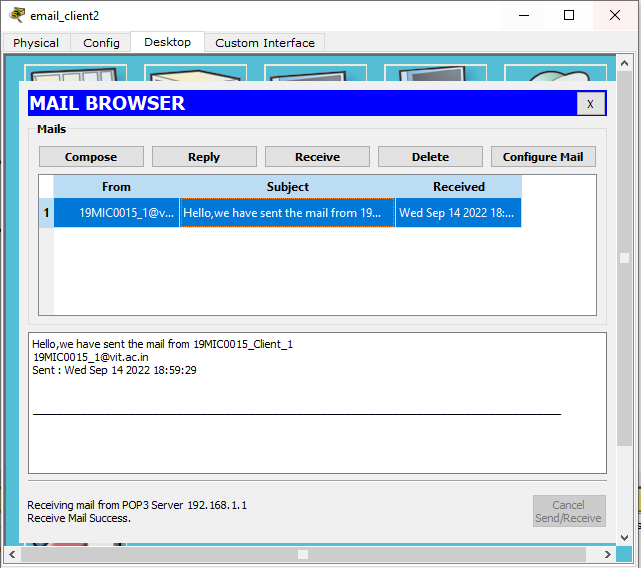 email_client2
Physical Config Desktop Custom Interface
MAIL BROWSER X
Mails
Compose Reply Receive Delete Configure Mail
From Subject Received
1 19MIC0015_1@v... Hello,we have sent the mail from 19... Wed Sep 14 2022 18:...
Hello,we have sent the mail from 19MIC0015_Client_1
19MIC0015_1@vit.ac.in
Sent : Wed Sep 14 2022 18:59:29
Receiving mail from POP3 Server 192.168.1.1
Receive Mail Success.
Cancel
Send/Receive